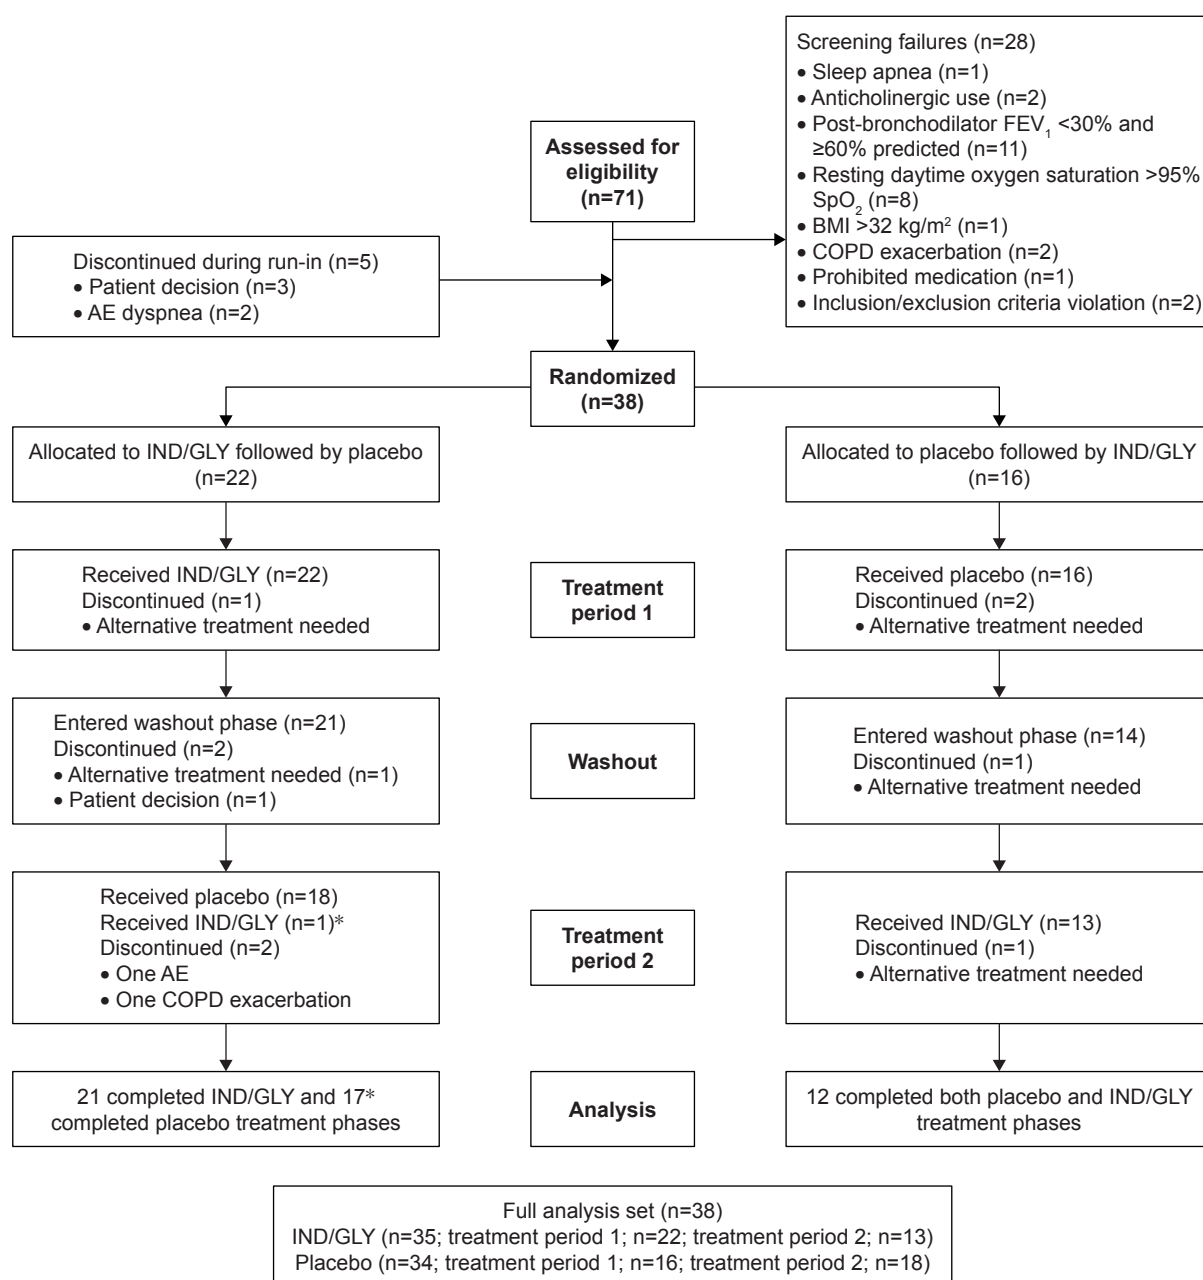 Assessed for
eligibility
(n=71)
Screening failures (n=28)
• Sleep apnea (n=1)
• Anticholinergic use (n=2)
• Post-bronchodilator FEV₁ <30% and
≥60% predicted (n=11)
• Resting daytime oxygen saturation >95%
SpO₂ (n=8)
• BMI >32 kg/m² (n=1)
• COPD exacerbation (n=2)
• Prohibited medication (n=1)
• Inclusion/exclusion criteria violation (n=2)
Discontinued during run-in (n=5)
• Patient decision (n=3)
• AE dyspnea (n=2)
Randomized
(n=38)
Allocated to IND/GLY followed by placebo
(n=22)
Allocated to placebo followed by IND/GLY
(n=16)
Received IND/GLY (n=22)
Discontinued (n=1)
• Alternative treatment needed
Treatment
period 1
Received placebo (n=16)
Discontinued (n=2)
• Alternative treatment needed
Entered washout phase (n=21)
Discontinued (n=2)
• Alternative treatment needed (n=1)
• Patient decision (n=1)
Washout
Entered washout phase (n=14)
Discontinued (n=1)
• Alternative treatment needed
Received placebo (n=18)
Received IND/GLY (n=1)*
Discontinued (n=2)
• One AE
• One COPD exacerbation
Treatment
period 2
Received IND/GLY (n=13)
Discontinued (n=1)
• Alternative treatment needed
21 completed IND/GLY and 17*
completed placebo treatment phases
Analysis
12 completed both placebo and IND/GLY
treatment phases
Full analysis set (n=38)
IND/GLY (n=35; treatment period 1; n=22; treatment period 2; n=13)
Placebo (n=34; treatment period 1; n=16; treatment period 2; n=18)